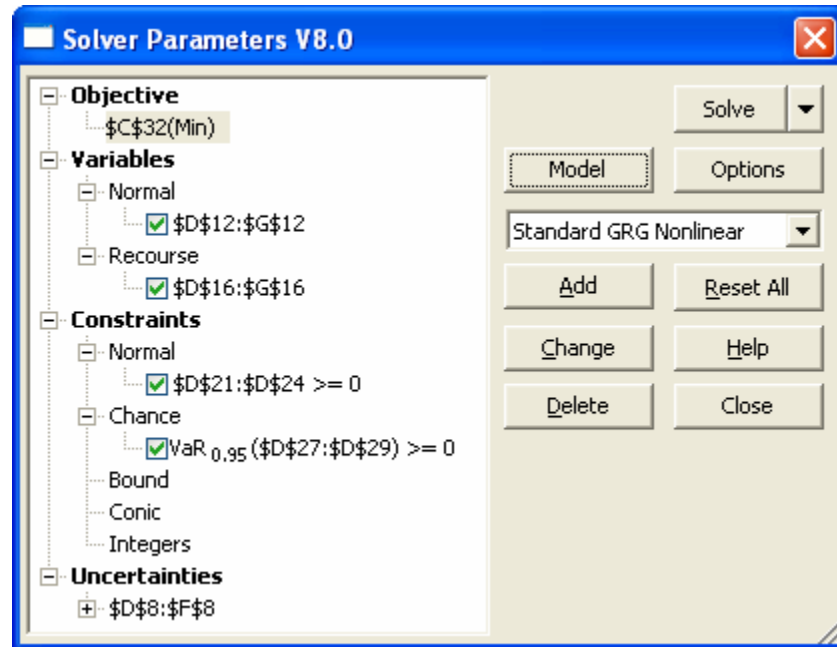 Solver Parameters V8.0
Objective
$C$32(Min)
Variables
Normal
$D$12:$G$12
Recourse
$D$16:$G$16
Constraints
Normal
$D$21:$D$24 >= 0
Chance
VaR 0.95 ($D$27:$D$29) >= 0
Bound
Conic
Integers
Uncertainties
$D$8:$F$8
Solve
Model
Options
Standard GRG Nonlinear
Add
Reset All
Change
Help
Delete
Close